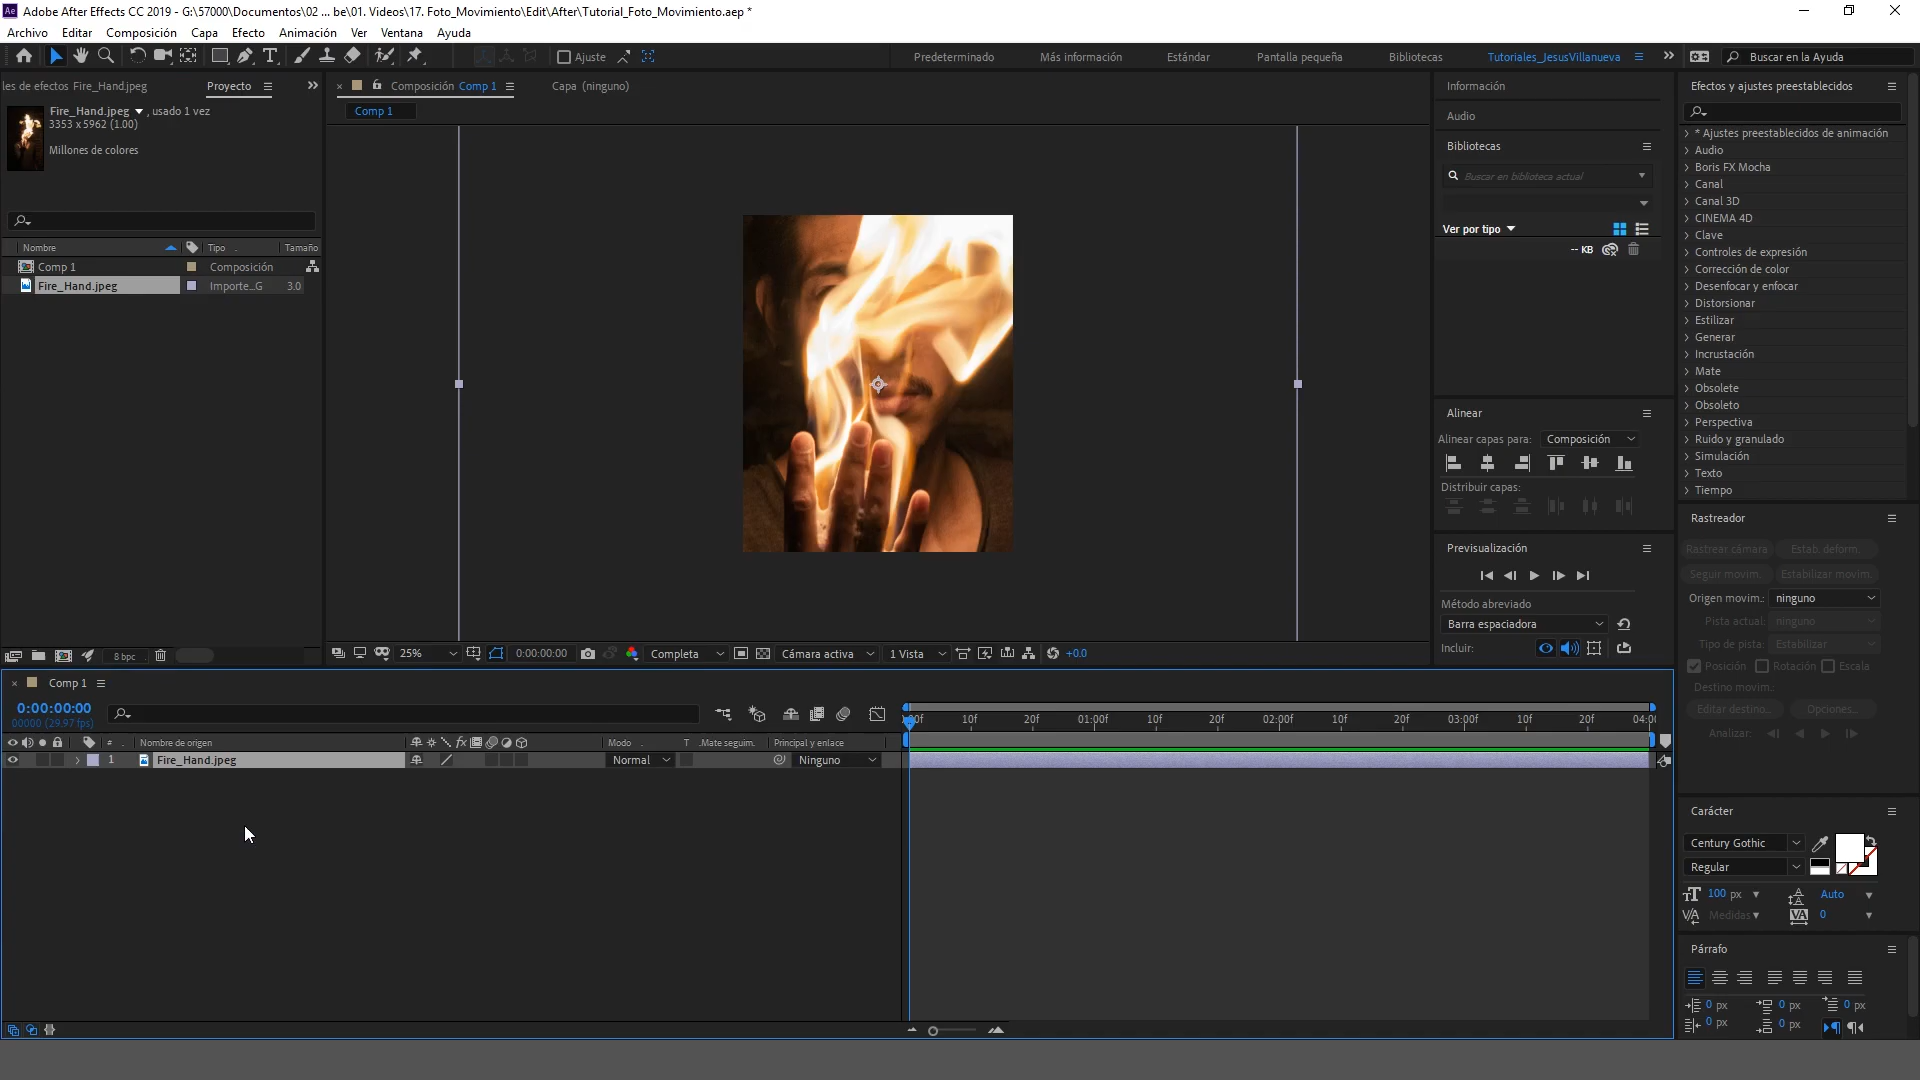 Adobe After Effects CC 2019 - G:\57000\Documentos\02 ... be\01. Videos\17. Foto_Movimiento\Edit\After\Tutorial_Foto_Movimiento.aep *
Archivo Editar Composición Capa Efecto Animación Ver Ventana Ayuda
Ajuste
Predeterminado Más información Estándar Pantalla pequeña Bibliotecas Tutoriales_JesusVillanueva
Buscar en la Ayuda
les de efectos Fire_Hand.jpeg Proyecto
Fire_Hand.jpeg , usado 1 vez
3353 x 5962 (1.00)
Millones de colores
Nombre Tipo Tamaño
Comp 1 Composición
Fire_Hand.jpeg Importe...G 3.0
8 bpc
Composición Comp 1 Capa (ninguno)
Comp 1
25% 0:00:00:00 Completa Cámara activa 1 Vista +0.0
Información
Audio
Bibliotecas
Buscar en biblioteca actual
Ver por tipo
-- KB
Alinear
Alinear capas para: Composición
Distribuir capas:
Previsualización
Método abreviado
Barra espaciadora
Incluir:
Efectos y ajustes preestablecidos
* Ajustes preestablecidos de animación
Audio
Boris FX Mocha
Canal
Canal 3D
CINEMA 4D
Clave
Controles de expresión
Corrección de color
Desenfocar y enfocar
Distorsionar
Estilizar
Generar
Incrustación
Mate
Obsolete
Obsoleto
Perspectiva
Ruido y granulado
Simulación
Texto
Tiempo
Rastreador
Rastrear cámara Estab. deform.
Seguir movim. Estabilizar movim.
Origen movim.: ninguno
Pista actual: ninguno
Tipo de pista: Estabilizar
Posición Rotación Escala
Destino movim.:
Editar destino... Opciones...
Analizar:
Carácter
Century Gothic
Regular
100 px Auto
Medidas 0
Párrafo
0 px 0 px 0 px
0 px 0 px
Comp 1
0:00:00:00
00000 (29.97 fps)
# Nombre de origen fx Modo T .Mate seguim. Principal y enlace
1 Fire_Hand.jpeg Normal Ninguno
10f 20f 01:00f 10f 20f 02:00f 10f 20f 03:00f 10f 20f